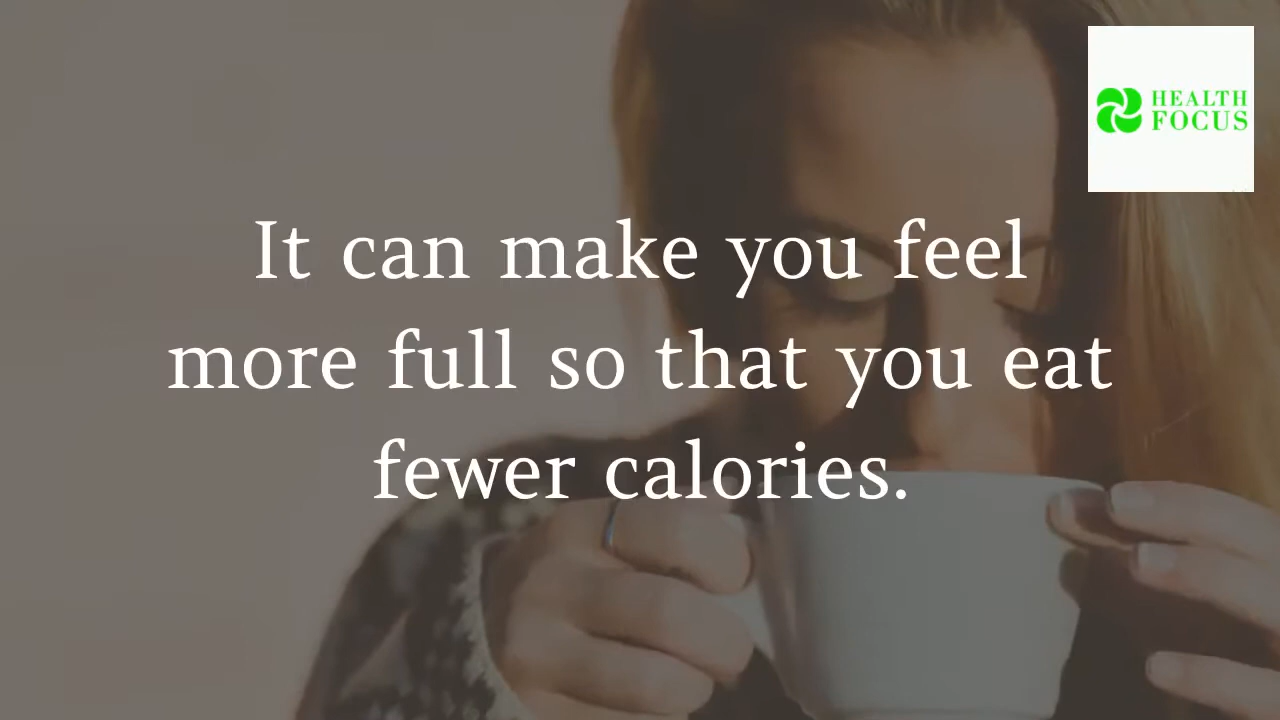 HEALTH
FOCUS
It can make you feel
more full so that you eat
fewer calories.